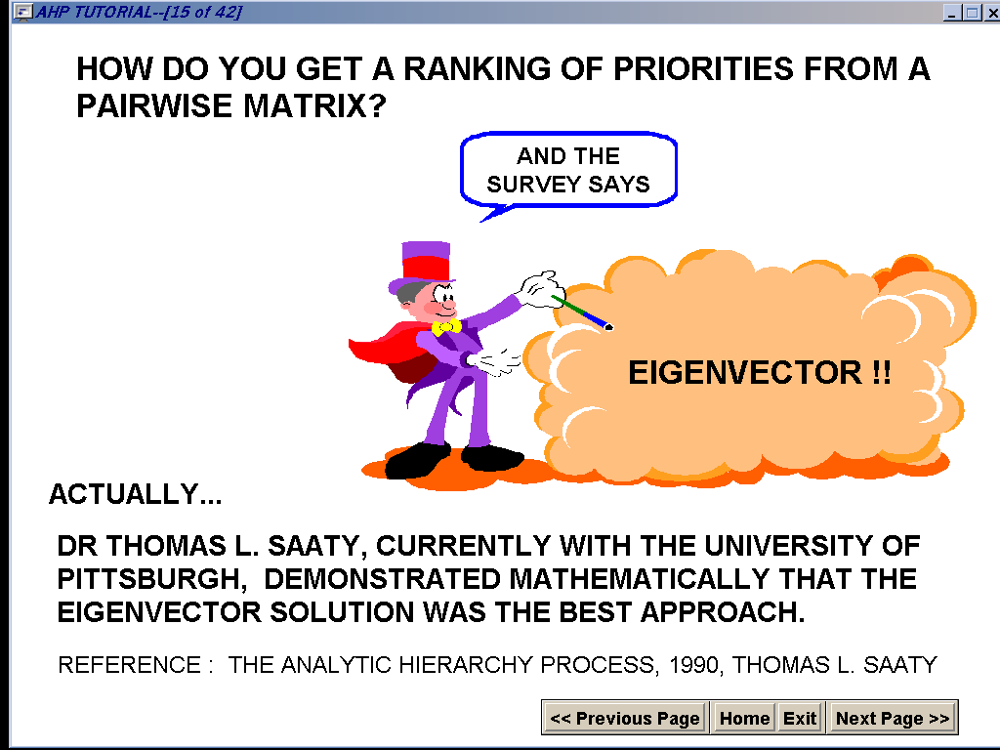 AHP TUTORIAL--[15 of 42]
HOW DO YOU GET A RANKING OF PRIORITIES FROM A
PAIRWISE MATRIX?
AND THE
SURVEY SAYS
EIGENVECTOR !!
ACTUALLY...
DR THOMAS L. SAATY, CURRENTLY WITH THE UNIVERSITY OF
PITTSBURGH,  DEMONSTRATED MATHEMATICALLY THAT THE
EIGENVECTOR SOLUTION WAS THE BEST APPROACH.
REFERENCE :  THE ANALYTIC HIERARCHY PROCESS, 1990, THOMAS L. SAATY
<< Previous Page Home Exit Next Page >>